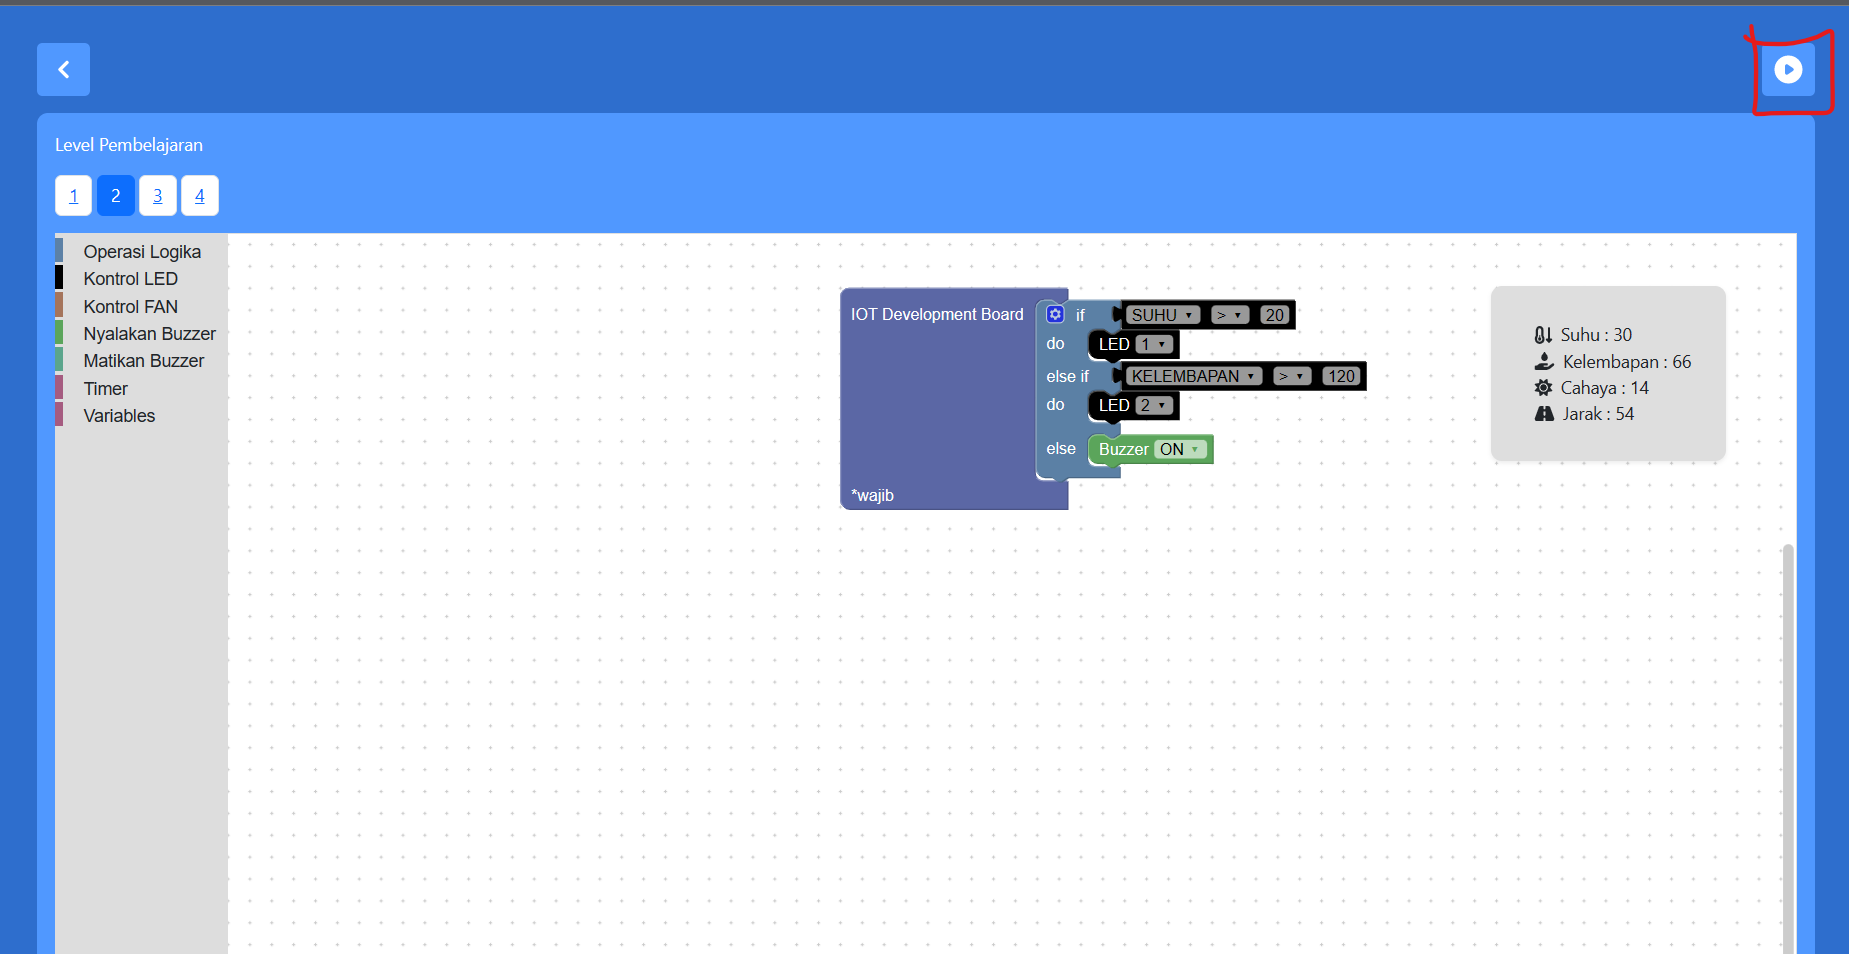 Level Pembelajaran
1 2 3 4
Operasi Logika
Kontrol LED
Kontrol FAN
Nyalakan Buzzer
Matikan Buzzer
Timer
Variables
IOT Development Board
if SUHU > 20
do LED 1
else if KELEMBAPAN > 120
do LED 2
else Buzzer ON
*wajib
Suhu : 30
Kelembapan : 66
Cahaya : 14
Jarak : 54